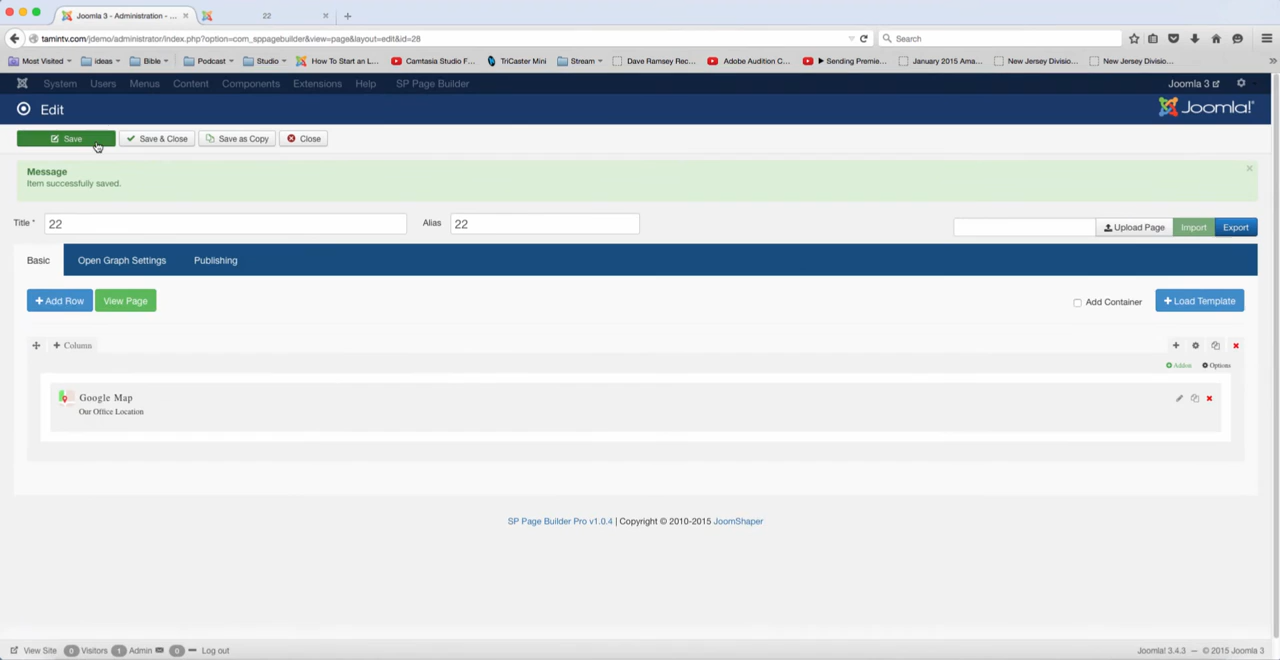 Joomla 3 - Administration - ...
22
tamintv.com/jdemo/administrator/index.php?option=com_sppagebuilder&view=page&layout=edit&id=28
Search
Most Visited
ideas
Bible
Podcast
Studio
How To Start an L...
Camtasia Studio F...
TriCaster Mini
Stream
Dave Ramsey Rec...
Adobe Audition C...
▶ Sending Premie...
January 2015 Ama...
New Jersey Divisio...
New Jersey Divisio...
System
Users
Menus
Content
Components
Extensions
Help
SP Page Builder
Joomla 3
Edit
Joomla!
Save
Save & Close
Save as Copy
Close
Message
Item successfully saved.
Title *
22
Alias
22
Upload Page
Import
Export
Basic
Open Graph Settings
Publishing
+ Add Row
View Page
Add Container
+ Load Template
+ Column
Addon
Options
Google Map
Our Office Location
SP Page Builder Pro v1.0.4 | Copyright © 2010-2015 JoomShaper
View Site
0 Visitors
1 Admin
0
Log out
Joomla! 3.4.3 — © 2015 Joomla 3